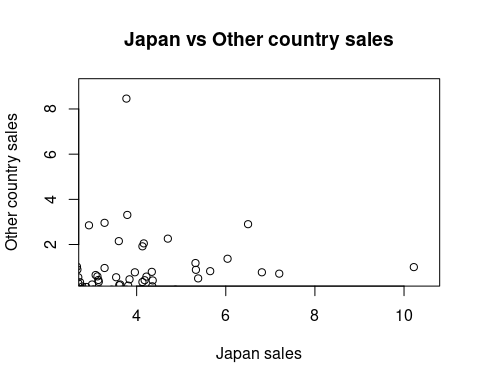 Japan vs Other country sales
Other country sales
8
6
4
2
4 6 8 10
Japan sales